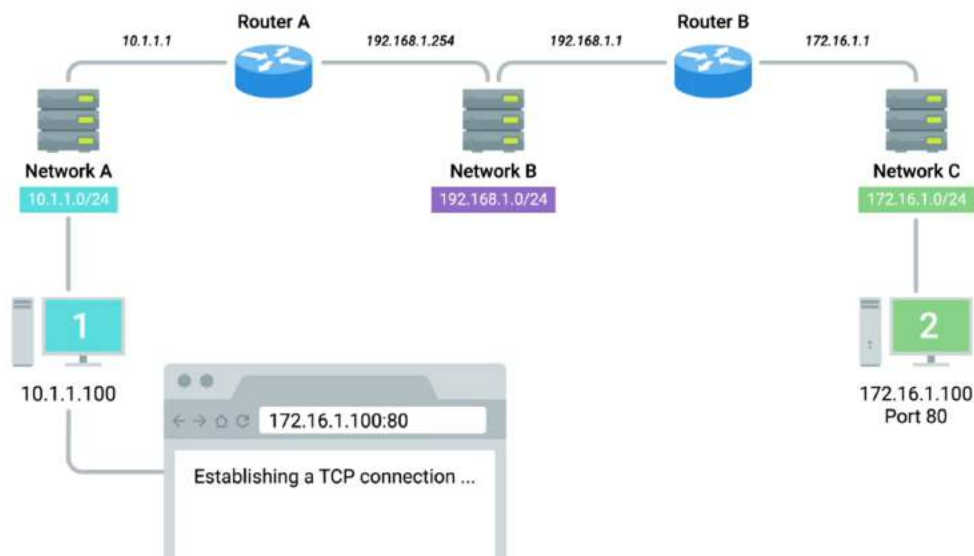 Router A
Router B
10.1.1.1
192.168.1.254
192.168.1.1
172.16.1.1
Network A
10.1.1.0/24
Network B
192.168.1.0/24
Network C
172.16.1.0/24
1
10.1.1.100
2
172.16.1.100
Port 80
172.16.1.100:80
Establishing a TCP connection ...